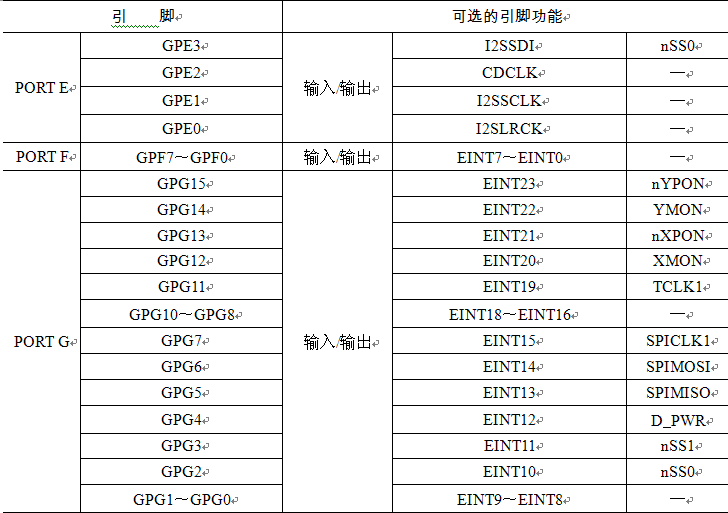 引 脚 可选的引脚功能
GPE3 I2SSDI nSS0
GPE2 CDCLK —
PORT E 输入/输出
GPE1 I2SSCLK —
GPE0 I2SLRCK —
PORT F GPF7～GPF0 输入/输出 EINT7～EINT0 —
GPG15 EINT23 nYPON
GPG14 EINT22 YMON
GPG13 EINT21 nXPON
GPG12 EINT20 XMON
GPG11 EINT19 TCLK1
GPG10～GPG8 EINT18～EINT16 —
PORT G GPG7 输入/输出 EINT15 SPICLK1
GPG6 EINT14 SPIMOSI
GPG5 EINT13 SPIMISO
GPG4 EINT12 D_PWR
GPG3 EINT11 nSS1
GPG2 EINT10 nSS0
GPG1～GPG0 EINT9～EINT8 —